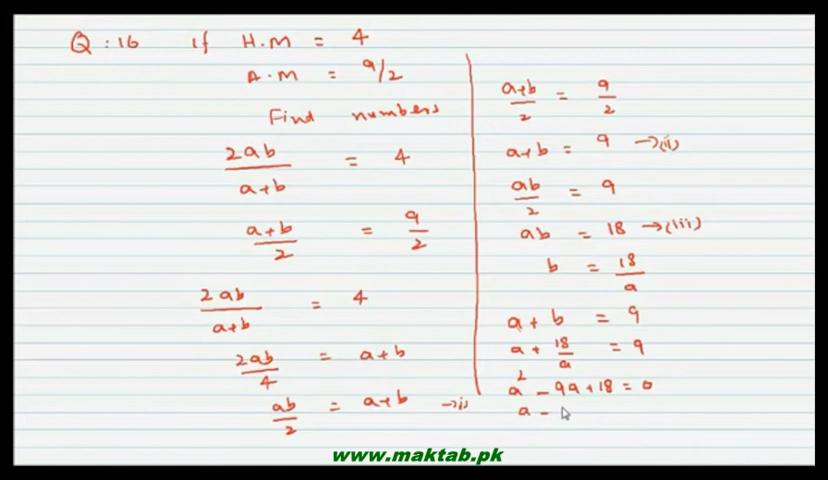 Q : 16 if H.M = 4
A.M = 9/2
Find numbers
2ab/a+b = 4
a+b/2 = 9/2
2ab/a+b = 4
2ab/4 = a+b
ab/2 = a+b →(i)
a+b/2 = 9/2
a+b = 9 →(ii)
ab/2 = 9
ab = 18 →(iii)
b = 18/a
a + b = 9
a + 18/a = 9
a² - 9a + 18 = 0
a -
www.maktab.pk